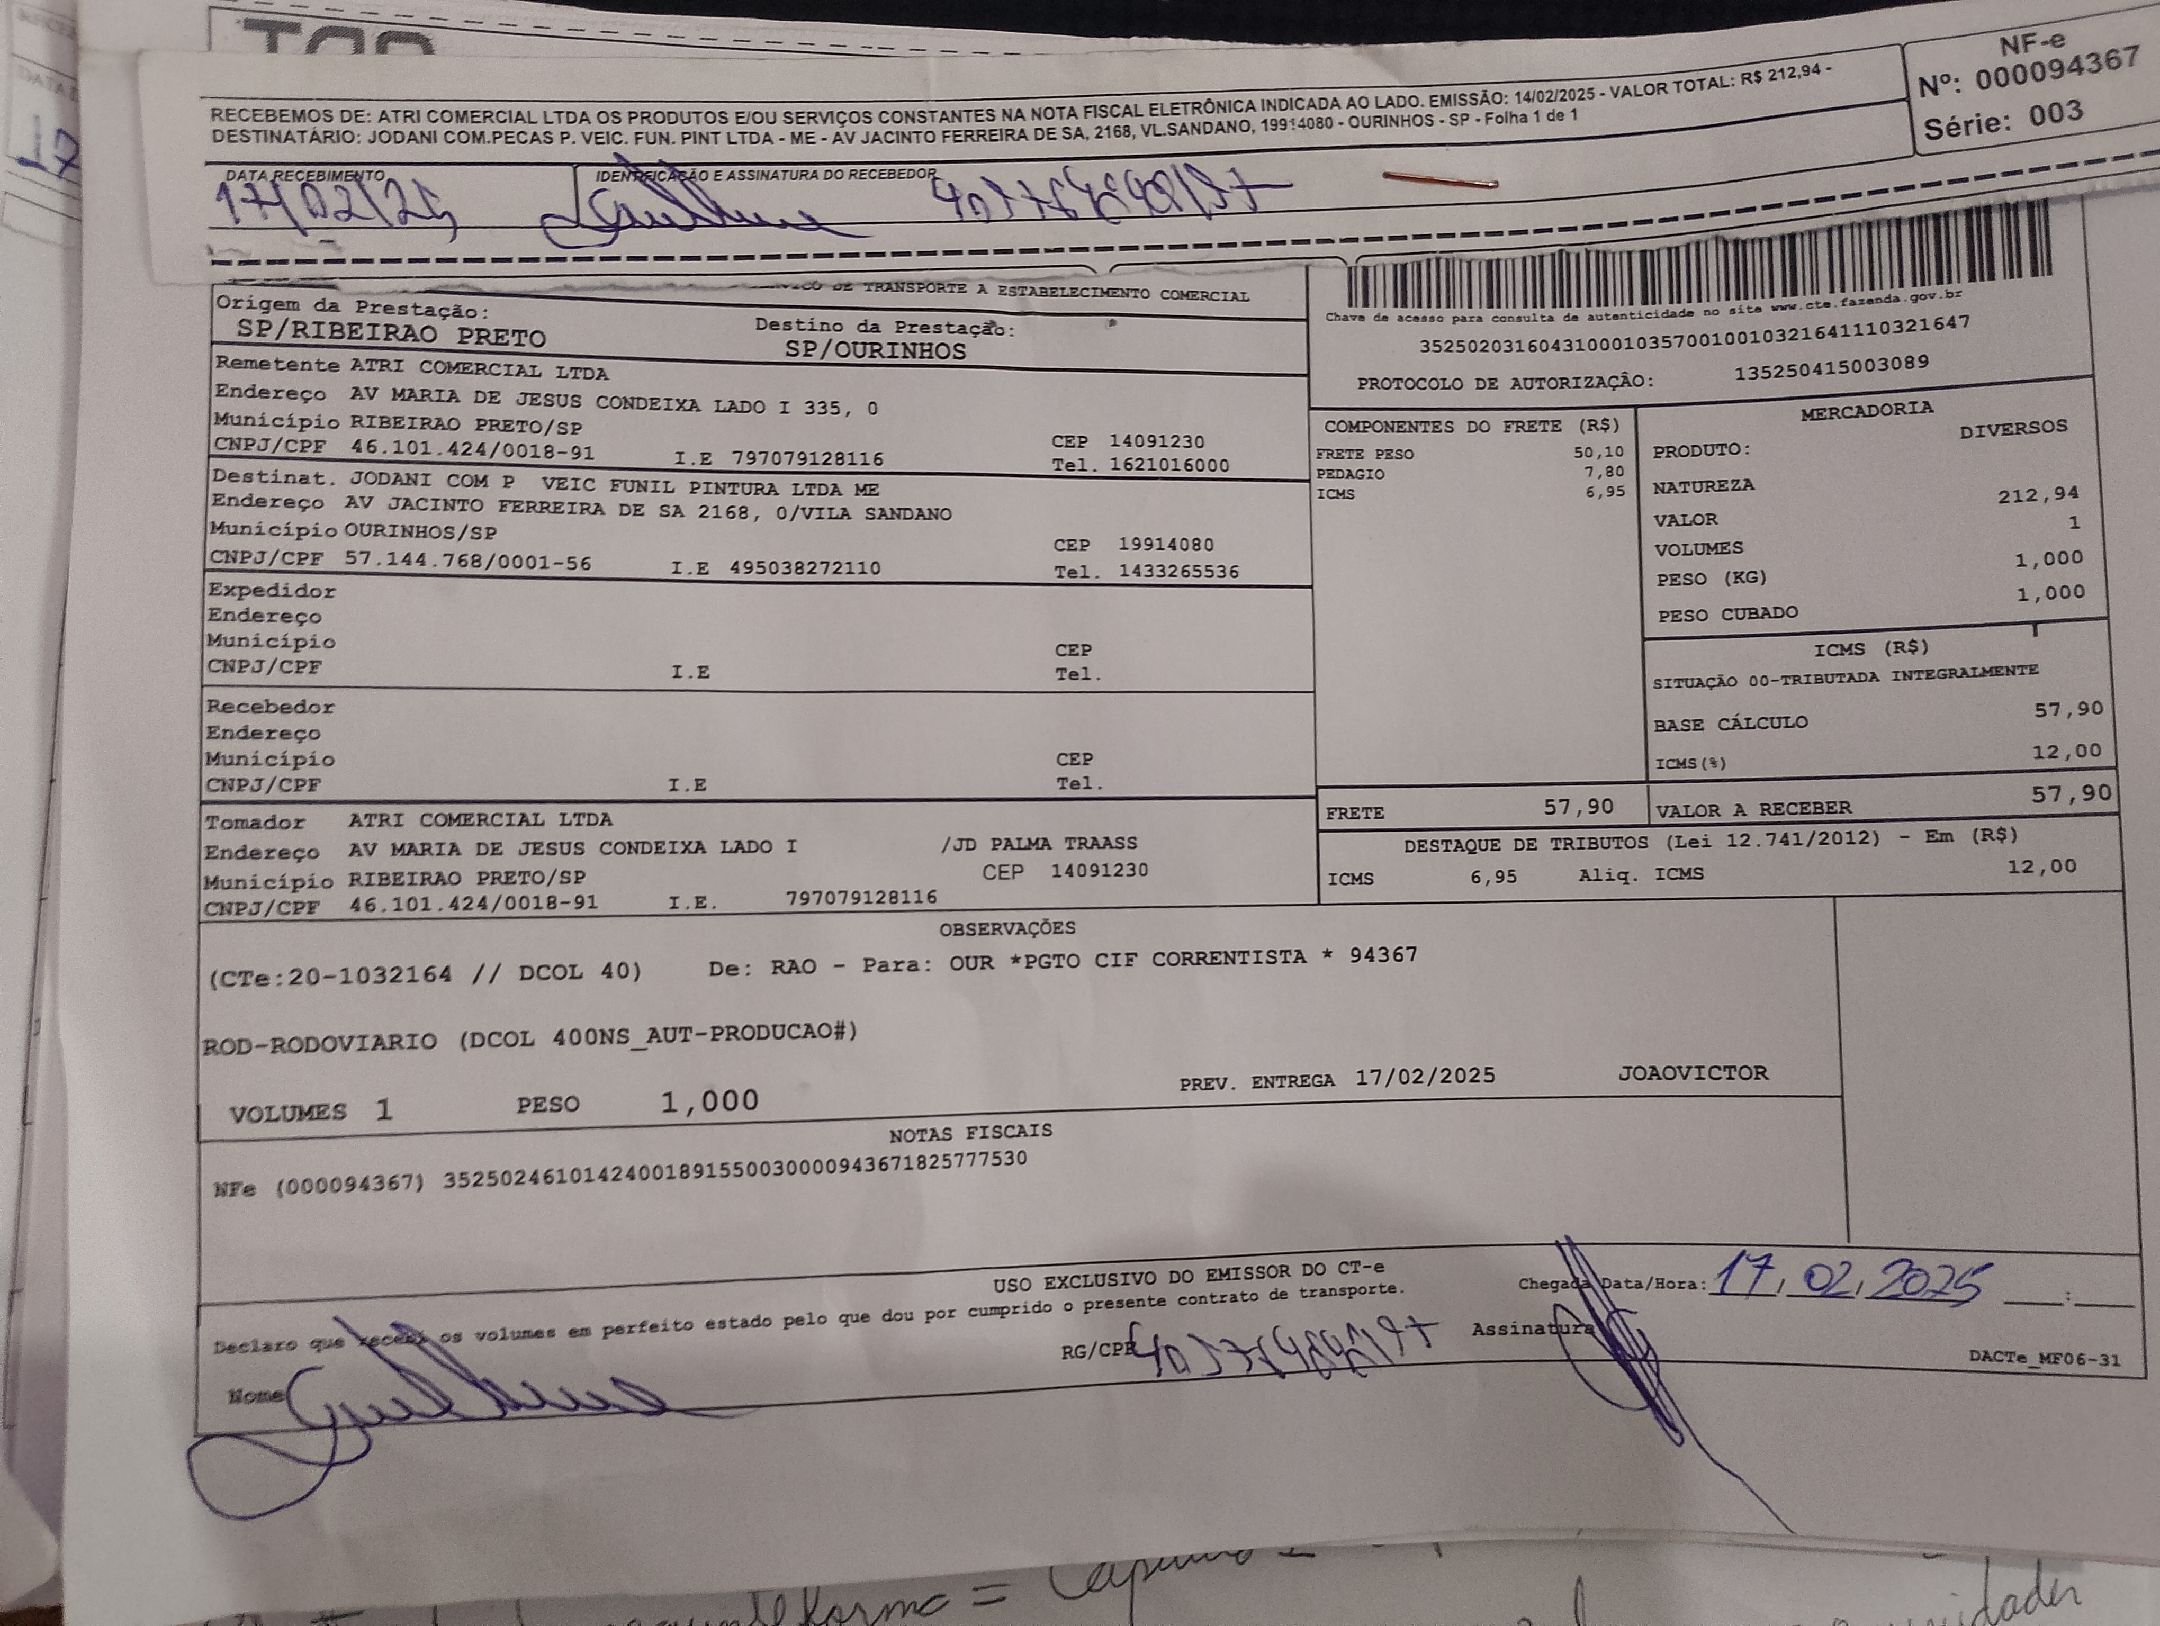 NF-e
Nº: 000094367
Série: 003
RECEBEMOS DE: ATRI COMERCIAL LTDA OS PRODUTOS E/OU SERVIÇOS CONSTANTES NA NOTA FISCAL ELETRÔNICA INDICADA AO LADO. EMISSÃO: 14/02/2025 - VALOR TOTAL: R$ 212,94 -
DESTINATÁRIO: JODANI COM.PECAS P. VEIC. FUN. PINT LTDA - ME - AV JACINTO FERREIRA DE SA, 2168, VL.SANDANO, 19914080 - OURINHOS - SP - Folha 1 de 1
DATA RECEBIMENTO
IDENTIFICAÇÃO E ASSINATURA DO RECEBEDOR
17/02/25
DE TRANSPORTE A ESTABELECIMENTO COMERCIAL
Origem da Prestação:
SP/RIBEIRAO PRETO
Destino da Prestação:
SP/OURINHOS
Remetente ATRI COMERCIAL LTDA
Endereço AV MARIA DE JESUS CONDEIXA LADO I 335, 0
Município RIBEIRAO PRETO/SP
CEP 14091230
CNPJ/CPF 46.101.424/0018-91 I.E 797079128116 Tel. 1621016000
Destinat. JODANI COM P VEIC FUNIL PINTURA LTDA ME
Endereço AV JACINTO FERREIRA DE SA 2168, 0/VILA SANDANO
Município OURINHOS/SP CEP 19914080
CNPJ/CPF 57.144.768/0001-56 I.E 495038272110 Tel. 1433265536
Expedidor
Endereço
Município CEP
CNPJ/CPF I.E Tel.
Recebedor
Endereço
Município CEP
CNPJ/CPF I.E Tel.
Tomador ATRI COMERCIAL LTDA
Endereço AV MARIA DE JESUS CONDEIXA LADO I /JD PALMA TRAASS
Município RIBEIRAO PRETO/SP CEP 14091230
CNPJ/CPF 46.101.424/0018-91 I.E. 797079128116
Chave de acesso para consulta de autenticidade no site www.cte.fazenda.gov.br
35250203160431000103570010010321641110321647
PROTOCOLO DE AUTORIZAÇÃO: 135250415003089
COMPONENTES DO FRETE (R$)
FRETE PESO 50,10
PEDAGIO 7,80
ICMS 6,95
MERCADORIA
PRODUTO: DIVERSOS
NATUREZA
VALOR 212,94
VOLUMES 1
PESO (KG) 1,000
PESO CUBADO 1,000
ICMS (R$)
SITUAÇÃO 00-TRIBUTADA INTEGRALMENTE
BASE CÁLCULO 57,90
ICMS(%) 12,00
FRETE 57,90 VALOR A RECEBER 57,90
DESTAQUE DE TRIBUTOS (Lei 12.741/2012) - Em (R$)
ICMS 6,95 Aliq. ICMS 12,00
OBSERVAÇÕES
(CTe:20-1032164 // DCOL 40) De: RAO - Para: OUR *PGTO CIF CORRENTISTA * 94367
ROD-RODOVIARIO (DCOL 400NS_AUT-PRODUCAO#)
VOLUMES 1 PESO 1,000 PREV. ENTREGA 17/02/2025 JOAOVICTOR
NOTAS FISCAIS
NFe (000094367) 35250246101424001891550030000943671825777530
USO EXCLUSIVO DO EMISSOR DO CT-e
Declaro que recebi os volumes em perfeito estado pelo que dou por cumprido o presente contrato de transporte.
Chegada Data/Hora: 17, 02, 2025 ___:___
Nome
RG/CPF
Assinatura
DACTe_MF06-31